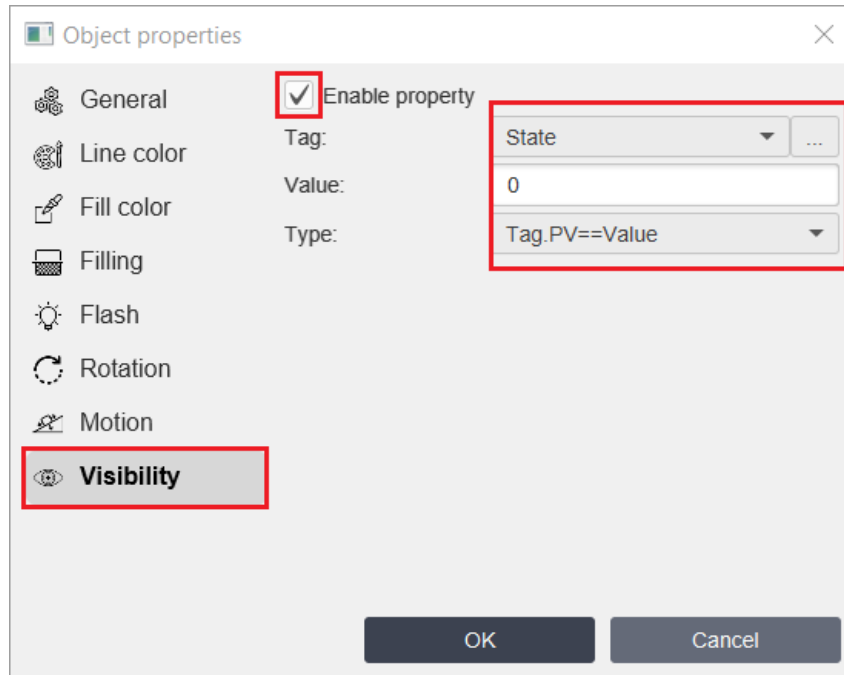 Object properties
General
Line color
Fill color
Filling
Flash
Rotation
Motion
Visibility
Enable property
Tag: State ...
Value: 0
Type: Tag.PV==Value
OK Cancel